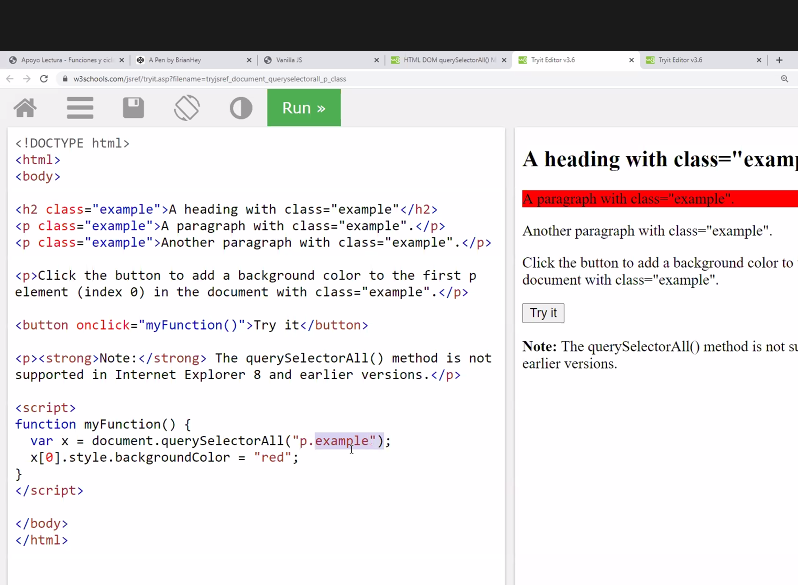 Apoyo Lectura - Funciones y cicl
A Pen by BrianHey
Vanilla JS
HTML DOM querySelectorAll() M
Tryit Editor v3.6
Tryit Editor v3.6
w3schools.com/jsref/tryit.asp?filename=tryjsref_document_queryselectorall_p_class
Run »
<!DOCTYPE html>
<html>
<body>
<h2 class="example">A heading with class="example"</h2>
<p class="example">A paragraph with class="example".</p>
<p class="example">Another paragraph with class="example".</p>
<p>Click the button to add a background color to the first p
element (index 0) in the document with class="example".</p>
<button onclick="myFunction()">Try it</button>
<p><strong>Note:</strong> The querySelectorAll() method is not
supported in Internet Explorer 8 and earlier versions.</p>
<script>
function myFunction() {
var x = document.querySelectorAll("p.example");
x[0].style.backgroundColor = "red";
}
</script>
</body>
</html>
A heading with class="examp
A paragraph with class="example".
Another paragraph with class="example".
Click the button to add a background color to
document with class="example".
Try it
Note: The querySelectorAll() method is not su
earlier versions.